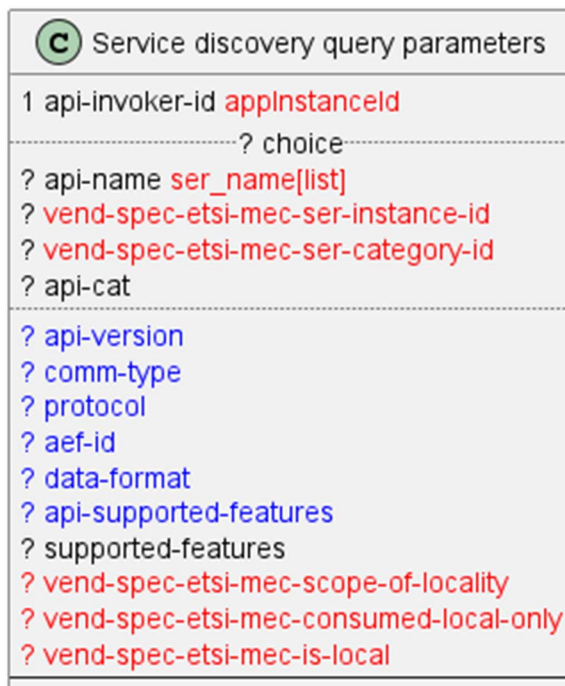 C Service discovery query parameters
1 api-invoker-id appInstanceId
? choice
? api-name ser_name[list]
? vend-spec-etsi-mec-ser-instance-id
? vend-spec-etsi-mec-ser-category-id
? api-cat
? api-version
? comm-type
? protocol
? aef-id
? data-format
? api-supported-features
? supported-features
? vend-spec-etsi-mec-scope-of-locality
? vend-spec-etsi-mec-consumed-local-only
? vend-spec-etsi-mec-is-local